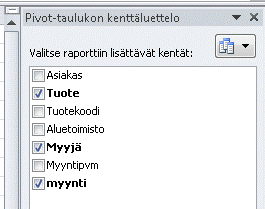 Pivot-taulukon kenttäluettelo
Valitse raporttiin lisättävät kentät:
Asiakas
Tuote
Tuotekoodi
Aluetoimisto
Myyjä
Myyntipvm
myynti